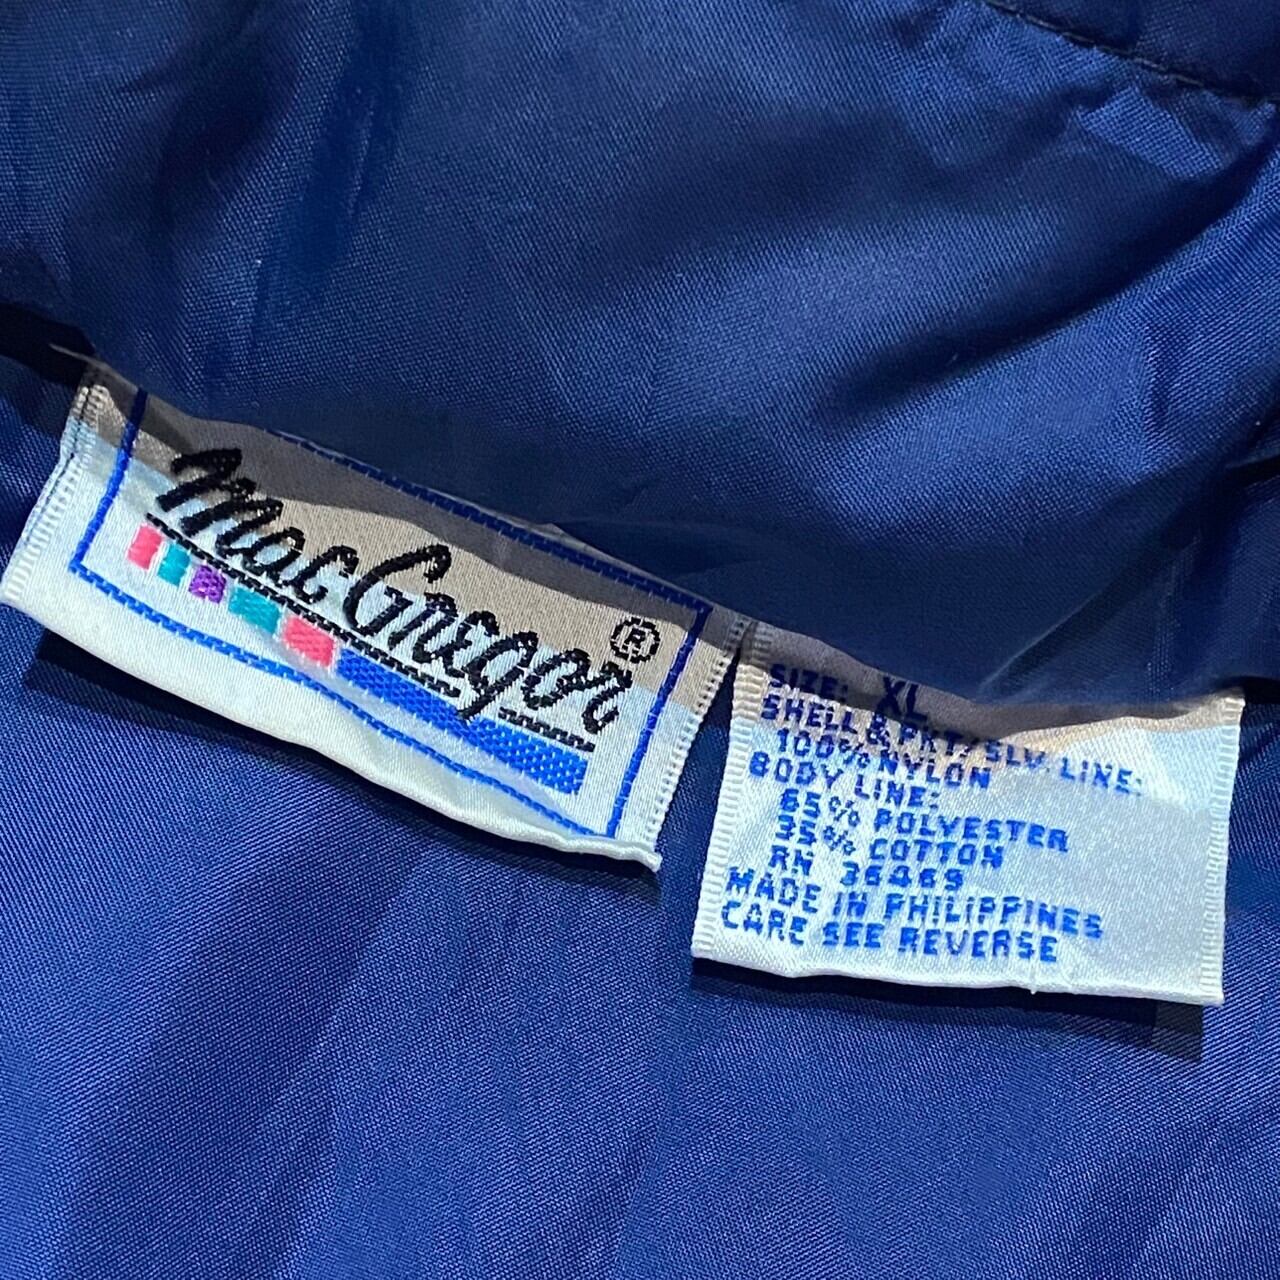 MacGregor®
SIZE: XL
SHELL & PKT/SLV. LINE:
100% NYLON
BODY LINE:
65% POLYESTER
35% COTTON
RN 36469
MADE IN PHILIPPINES
CARE SEE REVERSE